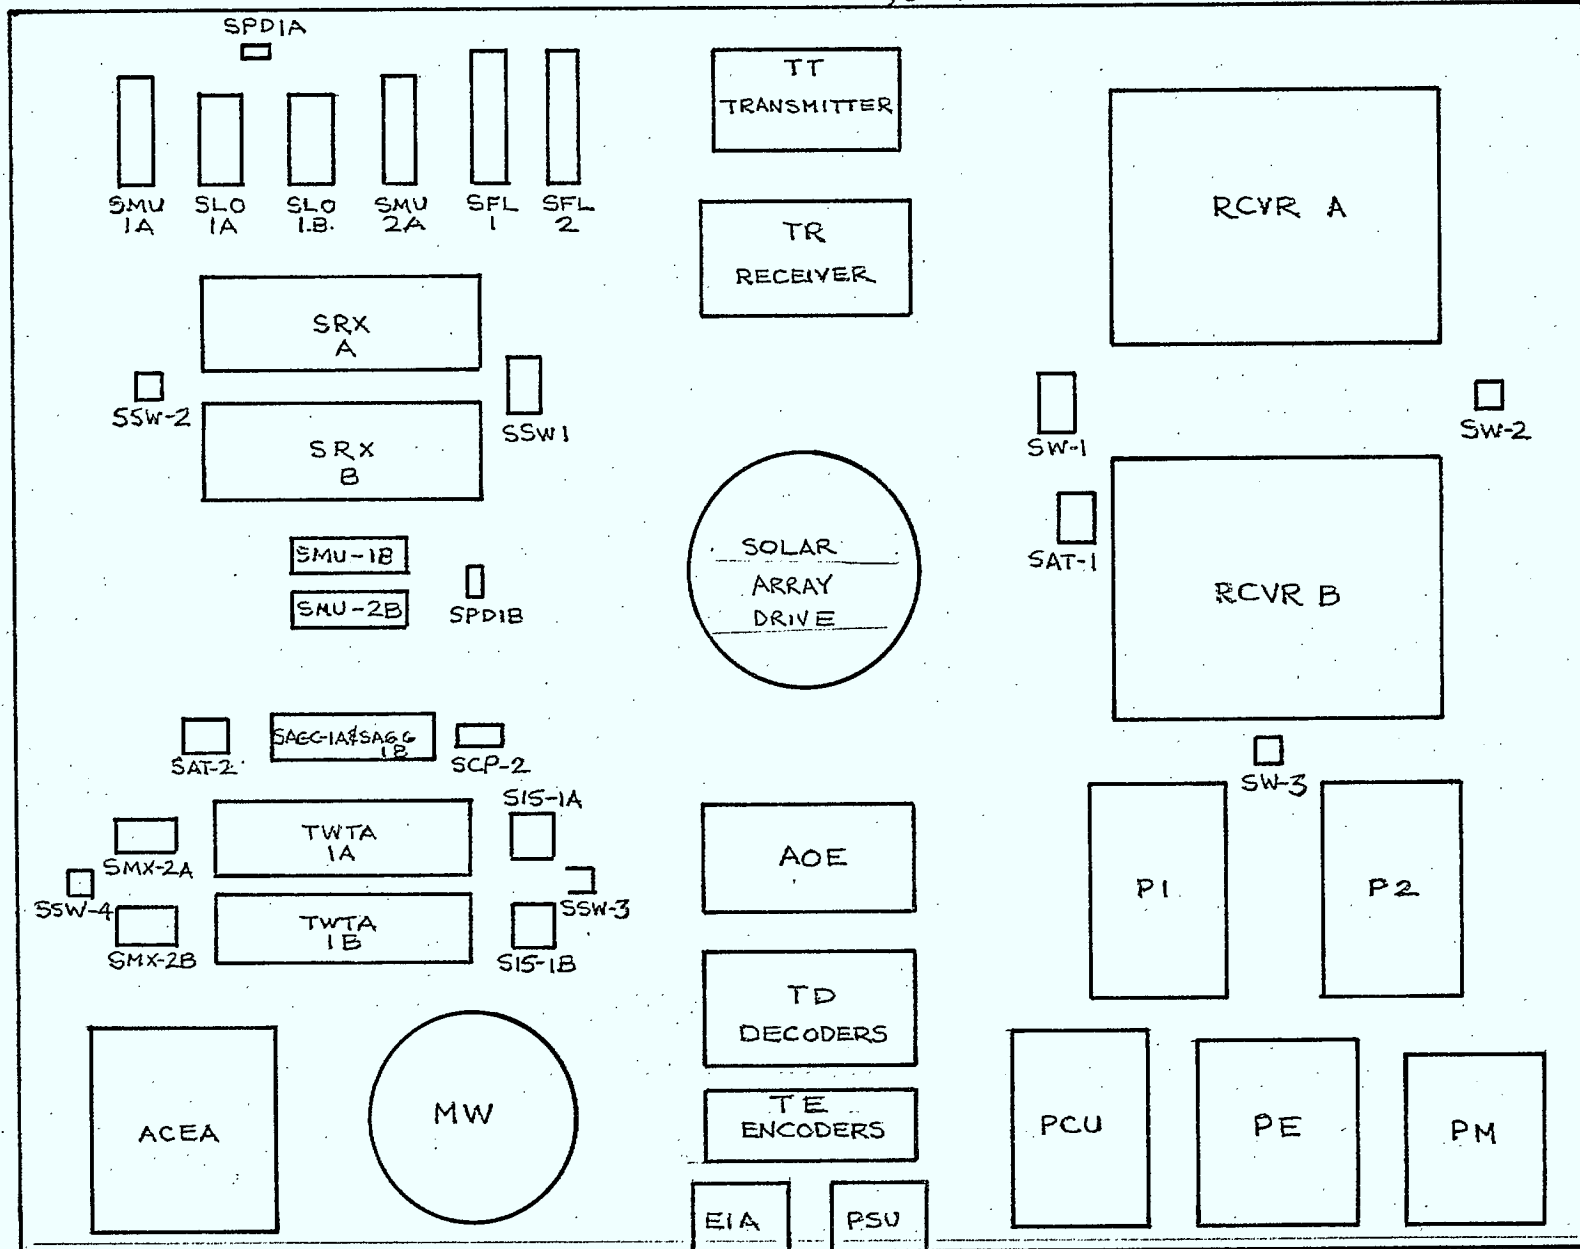 SPD1A
SMU
1A
SLO
1A
SLO
1.B.
SMU
2A
SFL
1
SFL
2
TT
TRANSMITTER
TR
RECEIVER
RCVR A
SRX
A
SSW-2
SRX
B
SSW1
SW-1
SW-2
SAT-1
RCVR B
SMU-1B
SMU-2B
SPD1B
SOLAR
ARRAY
DRIVE
SAT-2
SAGC-1A&SAGC
1B
SCP-2
SW-3
SMX-2A
TWTA
1A
SIS-1A
SSW-4
SSW-3
SMX-2B
TWTA
1B
SIS-1B
AOE
P1
P2
TD
DECODERS
TE
ENCODERS
ACEA
MW
EIA
PSU
PCU
PE
PM